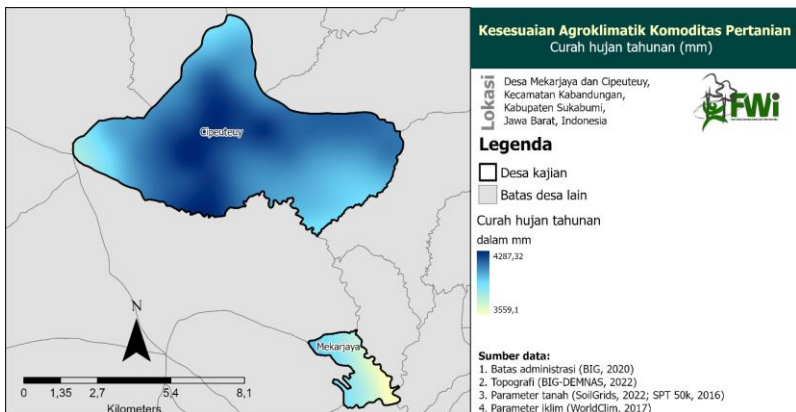 Kesesuaian Agroklimatik Komoditas Pertanian
Curah hujan tahunan (mm)
Lokasi
Desa Mekarjaya dan Cipeuteuy,
Kecamatan Kabandungan,
Kabupaten Sukabumi,
Jawa Barat, Indonesia
FWi
Legenda
Desa kajian
Batas desa lain
Curah hujan tahunan
dalam mm
4287,32
3559,1
Sumber data:
1. Batas administrasi (BIG, 2020)
2. Topografi (BIG-DEMNAS, 2022)
3. Parameter tanah (SoilGrids, 2022; SPT 50k, 2016)
4. Parameter iklim (WorldClim, 2017)
Cipeuteuy
Mekarjaya
N
0 1,35 2,7 5,4 8,1
Kilometers